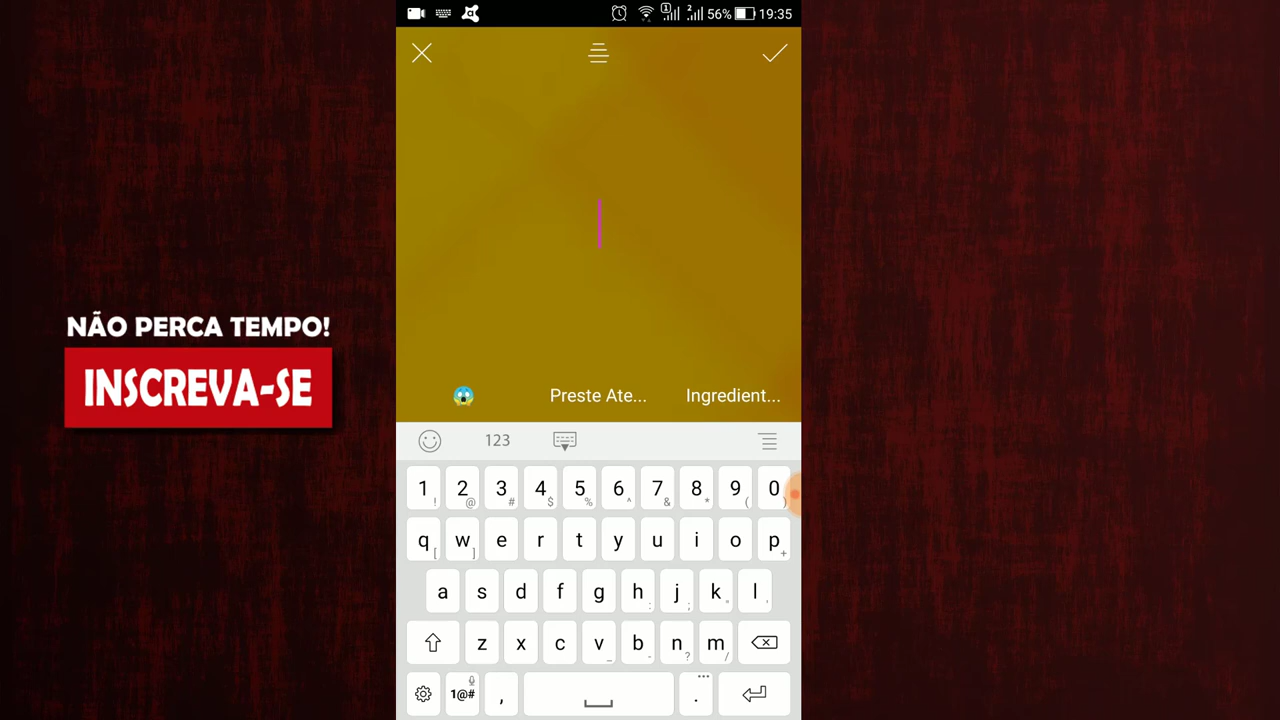 56% 19:35
NÃO PERCA TEMPO!
INSCREVA-SE
Preste Ate... Ingredient...
123
1 2 3 4 5 6 7 8 9 0
! @ # $ % ^ & * ( )
q w e r t y u i o p
[ ] +
a s d f g h j k l
: ; " '
z x c v b n m
_ - ? /
1@# , .